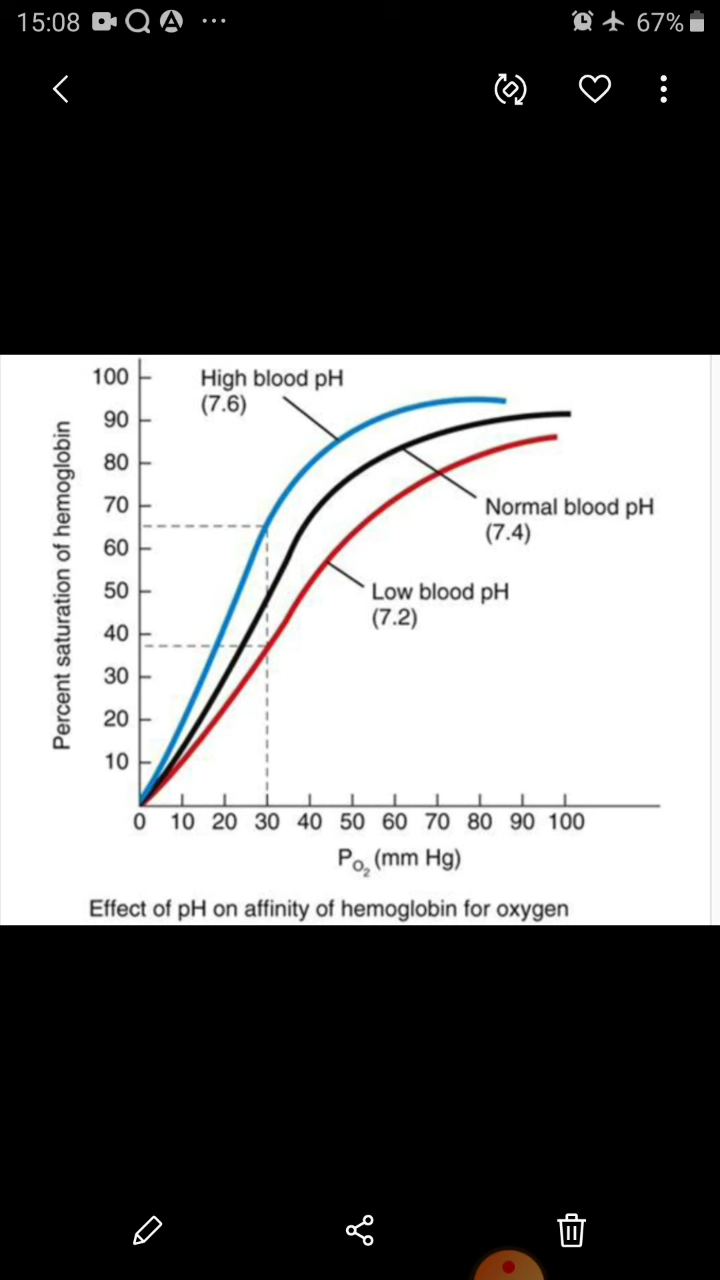 15:08
67%
100
High blood pH
(7.6)
90
80
70
Normal blood pH
(7.4)
60
50
Low blood pH
(7.2)
40
30
20
10
Percent saturation of hemoglobin
0 10 20 30 40 50 60 70 80 90 100
PO2 (mm Hg)
Effect of pH on affinity of hemoglobin for oxygen